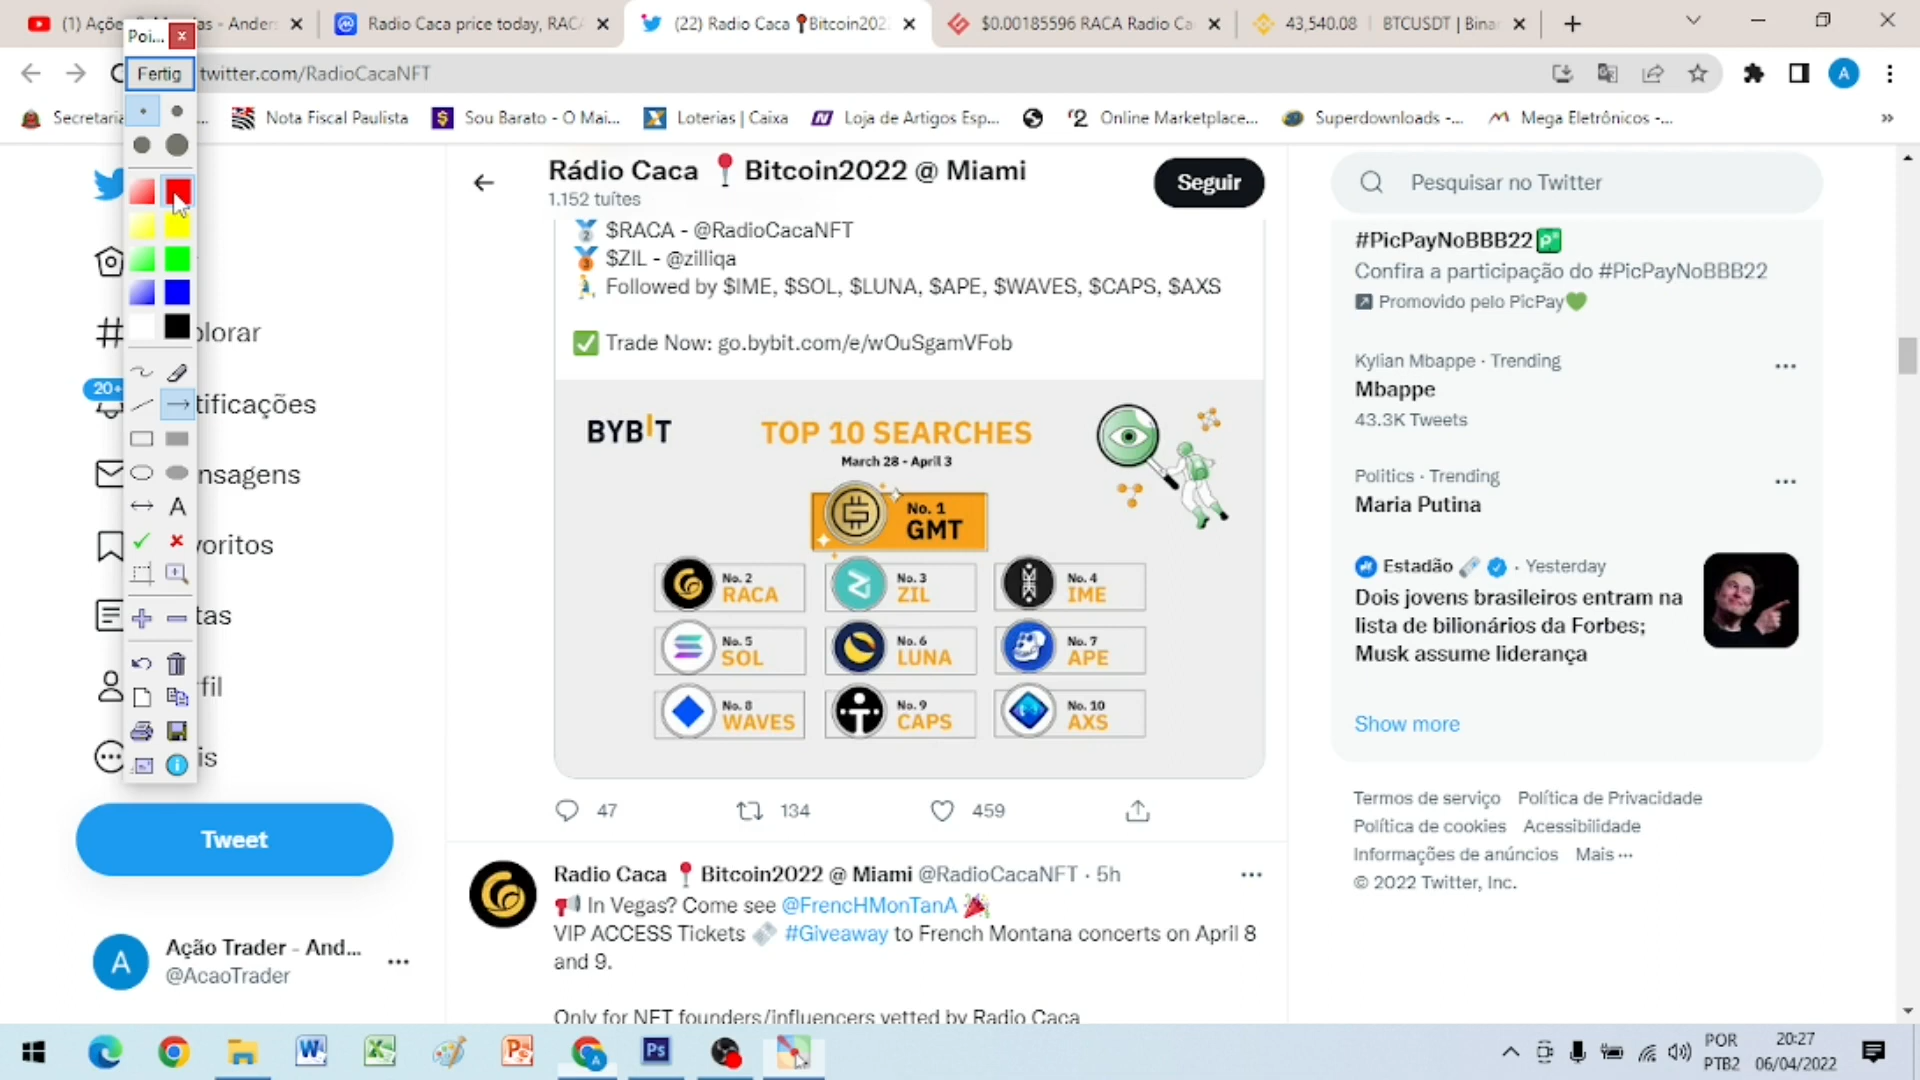 (1) Açõe
ias - Ander
Radio Caca price today, RACA
(22) Radio Caca 📍Bitcoin202
$0.00185596 RACA Radio Ca
43,540.08 | BTCUSDT | Binan
Poi...
Fertig
twitter.com/RadioCacaNFT
A
Secretaria
...
Nota Fiscal Paulista
Sou Barato - O Mai...
Loterias | Caixa
Loja de Artigos Esp...
Online Marketplace...
Superdownloads -...
Mega Eletrônicos -...
»
Rádio Caca 📍Bitcoin2022 @ Miami
1.152 tuítes
Seguir
Pesquisar no Twitter
🥈 $RACA - @RadioCacaNFT
🥉 $ZIL - @zilliqa
Followed by $IME, $SOL, $LUNA, $APE, $WAVES, $CAPS, $AXS
✅ Trade Now: go.bybit.com/e/wOuSgamVFob
BYBIT
TOP 10 SEARCHES
March 28 - April 3
No. 1
GMT
No. 2
RACA
No. 3
ZIL
No. 4
IME
No. 5
SOL
No. 6
LUNA
No. 7
APE
No. 8
WAVES
No. 9
CAPS
No. 10
AXS
47
134
459
Radio Caca 📍Bitcoin2022 @ Miami @RadioCacaNFT · 5h
In Vegas? Come see @FrencHMonTanA 🎉
VIP ACCESS Tickets 🎟 #Giveaway to French Montana concerts on April 8
and 9.
Only for NFT founders/influencers vetted by Radio Caca
plorar
20+
tificações
nsagens
A
voritos
tas
fil
is
Tweet
A
Ação Trader - And...
@AcaoTrader
#PicPayNoBBB22
Confira a participação do #PicPayNoBBB22
Promovido pelo PicPay💚
Kylian Mbappe · Trending
Mbappe
43.3K Tweets
Politics · Trending
Maria Putina
Estadão 🗞 · Yesterday
Dois jovens brasileiros entram na
lista de bilionários da Forbes;
Musk assume liderança
Show more
Termos de serviço Política de Privacidade
Política de cookies Acessibilidade
Informações de anúncios Mais ···
© 2022 Twitter, Inc.
Ps
POR
PTB2
20:27
06/04/2022